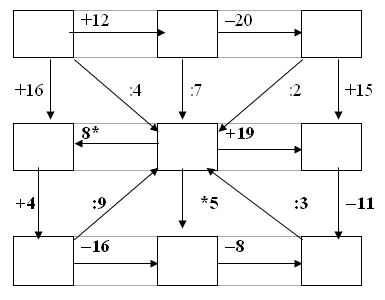 +12 –20
+16 :4 :7 :2 +15
8* +19
+4 :9 *5 :3 –11
–16 –8